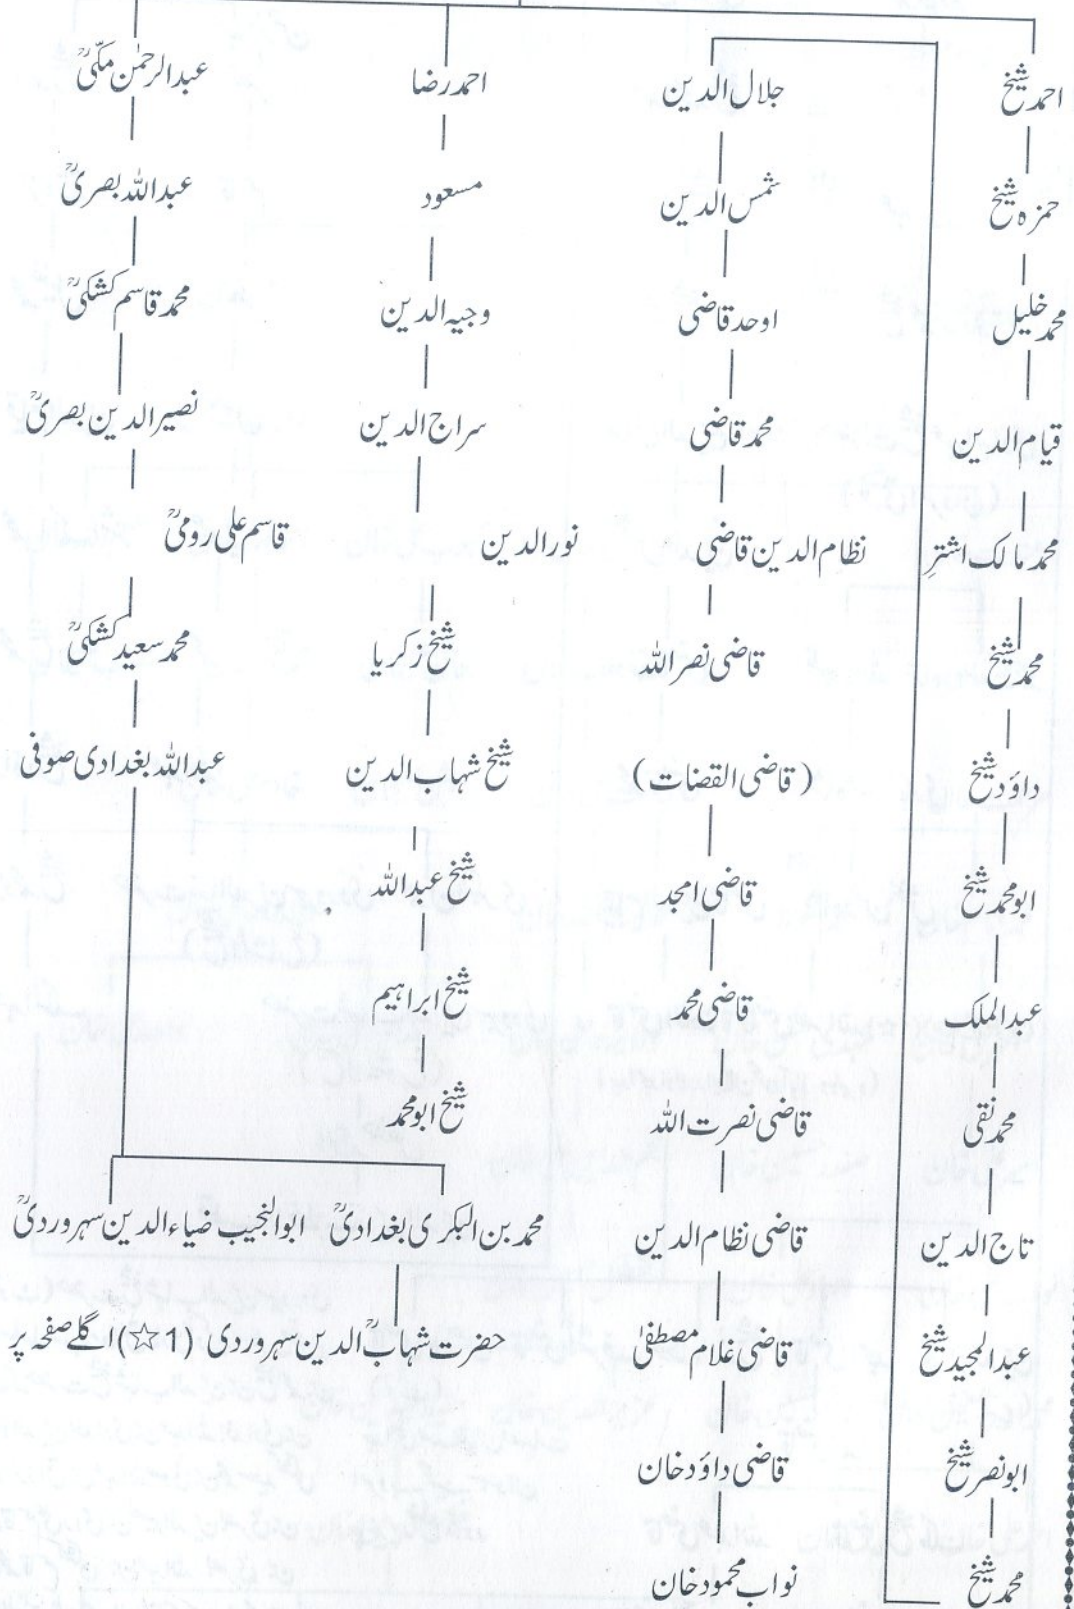 احمد شیخ
حمزہ شیخ
محمد خلیل
قیام الدین
محمد مالک اشترِ
محمد شیخ
داؤد شیخ
ابو محمد شیخ
عبدالملک
محمد نقی
تاج الدین
عبدالمجید شیخ
ابونصر شیخ
محمد شیخ
جلال الدین
شمس الدین
اوحد قاضی
محمد قاضی
نظام الدین قاضی
قاضی نصر اللہ
(قاضی القضات)
قاضی امجد
قاضی محمد
قاضی نصرت اللہ
قاضی نظام الدین
قاضی غلام مصطفیٰ
قاضی داؤد خان
نواب محمود خان
احمد رضا
مسعود
وجیہ الدین
سراج الدین
نور الدین
شیخ زکریا
شیخ شہاب الدین
شیخ عبداللہ
شیخ ابراہیم
شیخ ابو محمد
عبدالرحمٰن مکّیؒ
عبداللہ بصریؒ
محمد قاسم کشکیؒ
نصیر الدین بصریؒ
قاسم علی رومیؒ
محمد سعید کشکیؒ
عبداللہ بغدادی صوفی
محمد بن البکری بغدادیؒ ابوالنجیب ضیاء الدین سہروردیؒ
حضرت شہابؒ الدین سہروردی (1☆) اگلے صفحہ پر